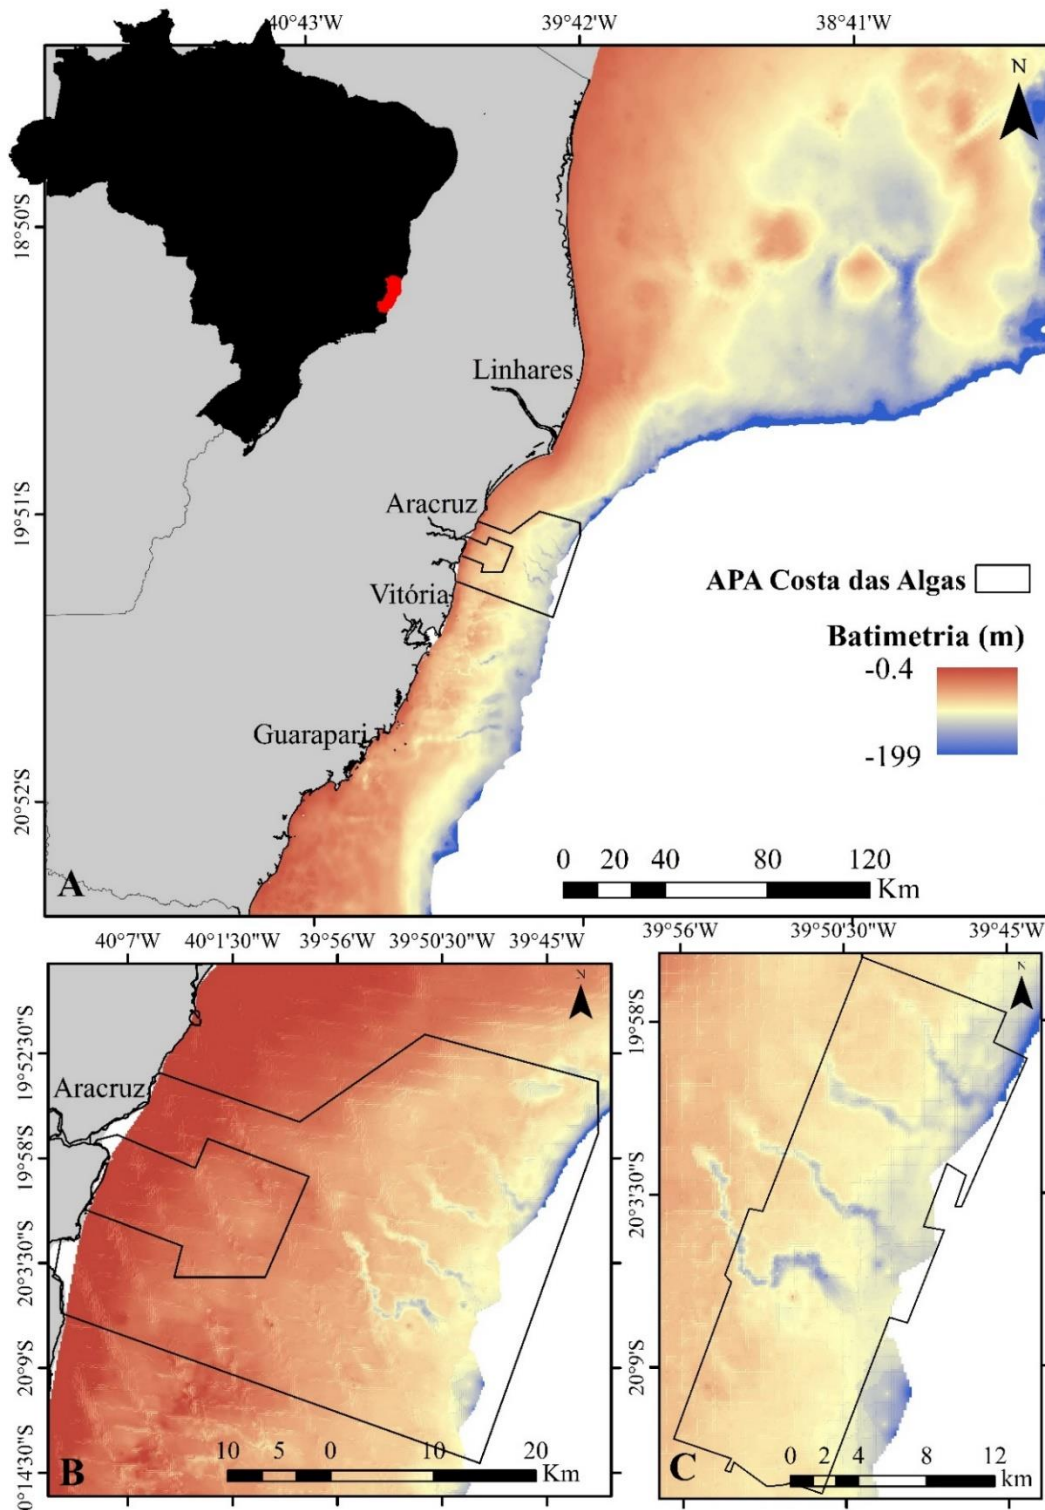 40°43'W 39°42'W 38°41'W
N
18°50'S
Linhares
19°51'S
Aracruz
APA Costa das Algas
Vitória
Batimetria (m)
-0.4
Guarapari
-199
20°52'S
0 20 40 80 120
Km
A
40°7'W 40°1'30"W 39°56'W 39°50'30"W 39°45'W
39°56'W 39°50'30"W 39°45'W
N
19°52'30"S
Aracruz
19°58'S
20°3'30"S
20°9'S
0°14'30"S
10 5 0 10 20
Km
B
N
19°58'S
20°3'30"S
20°9'S
0 2 4 8 12
km
C